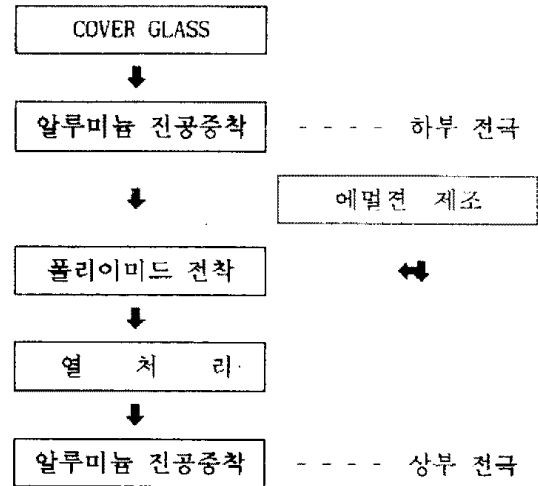 COVER GLASS
알루미늄 진공증착 - - - - 하부 전극
에멀젼 제조
폴리이미드 전착
열 처 리
알루미늄 진공증착 - - - - 상부 전극